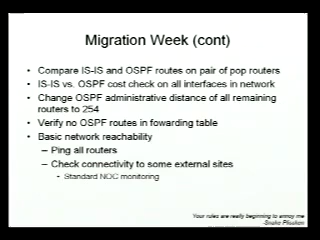 Migration Week (cont)
• Compare IS-IS and OSPF routes on pair of pop routers
• IS-IS vs. OSPF cost check on all interfaces in network
• Change OSPF administrative distance of all remaining
routers to 254
• Verify no OSPF routes in fowarding table
• Basic network reachability
– Ping all routers
– Check connectivity to some external sites
• Standard NOC monitoring
Your rules are really beginning to annoy me
-Snake Plissken